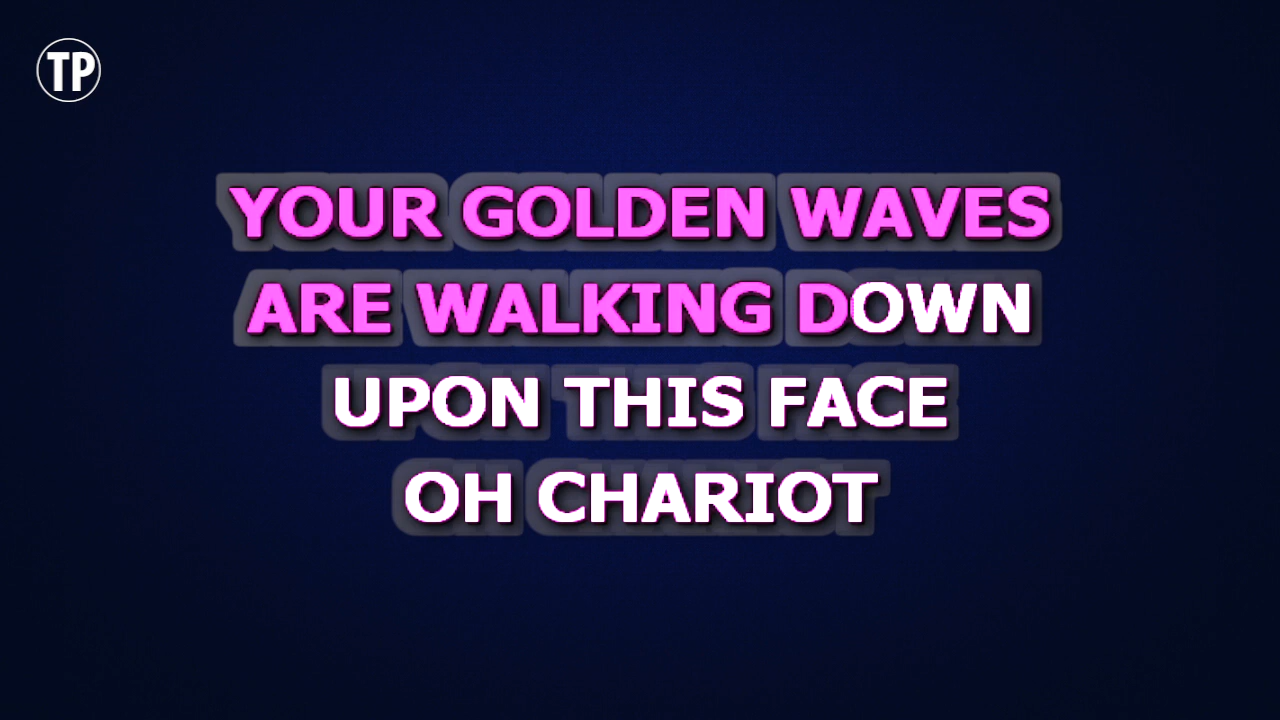 TP
YOUR GOLDEN WAVES
ARE WALKING DOWN
UPON THIS FACE
OH CHARIOT